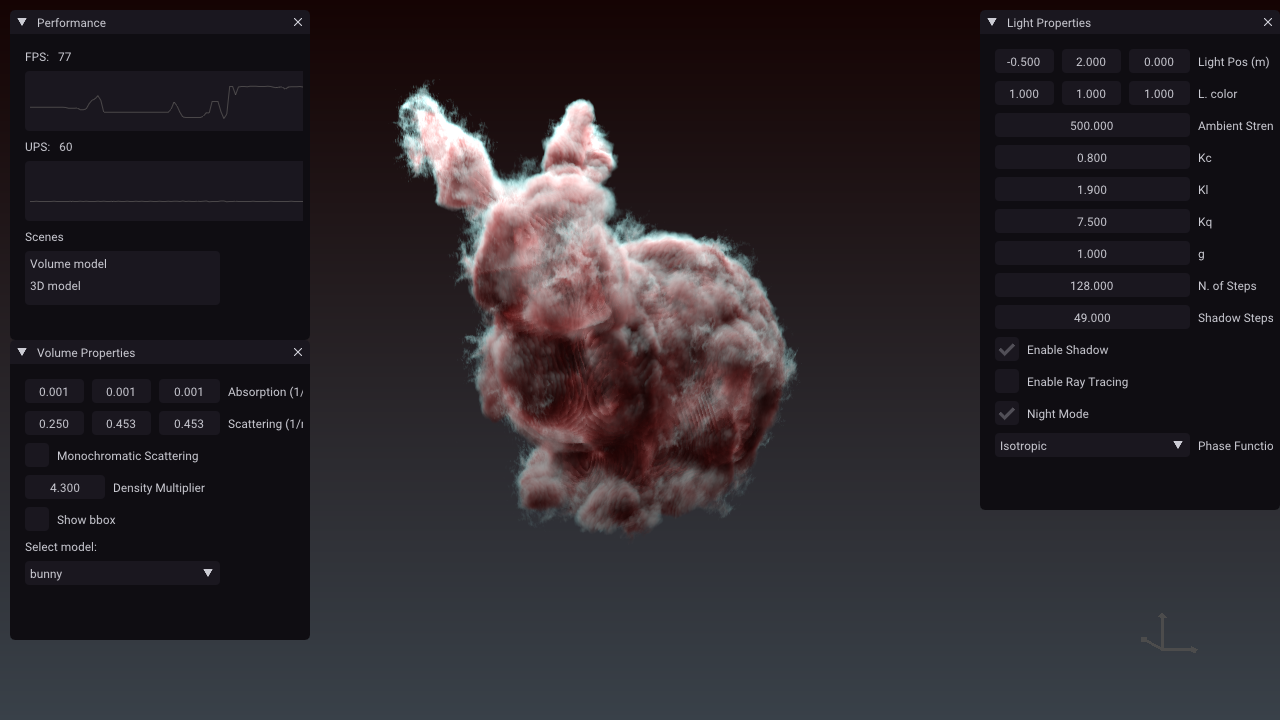 Performance
FPS: 77
UPS: 60
Scenes
Volume model
3D model
Volume Properties
0.001 0.001 0.001 Absorption (1/
0.250 0.453 0.453 Scattering (1/
Monochromatic Scattering
4.300 Density Multiplier
Show bbox
Select model:
bunny
Light Properties
-0.500 2.000 0.000 Light Pos (m)
1.000 1.000 1.000 L. color
500.000 Ambient Stren
0.800 Kc
1.900 Kl
7.500 Kq
1.000 g
128.000 N. of Steps
49.000 Shadow Steps
Enable Shadow
Enable Ray Tracing
Night Mode
Isotropic Phase Functio